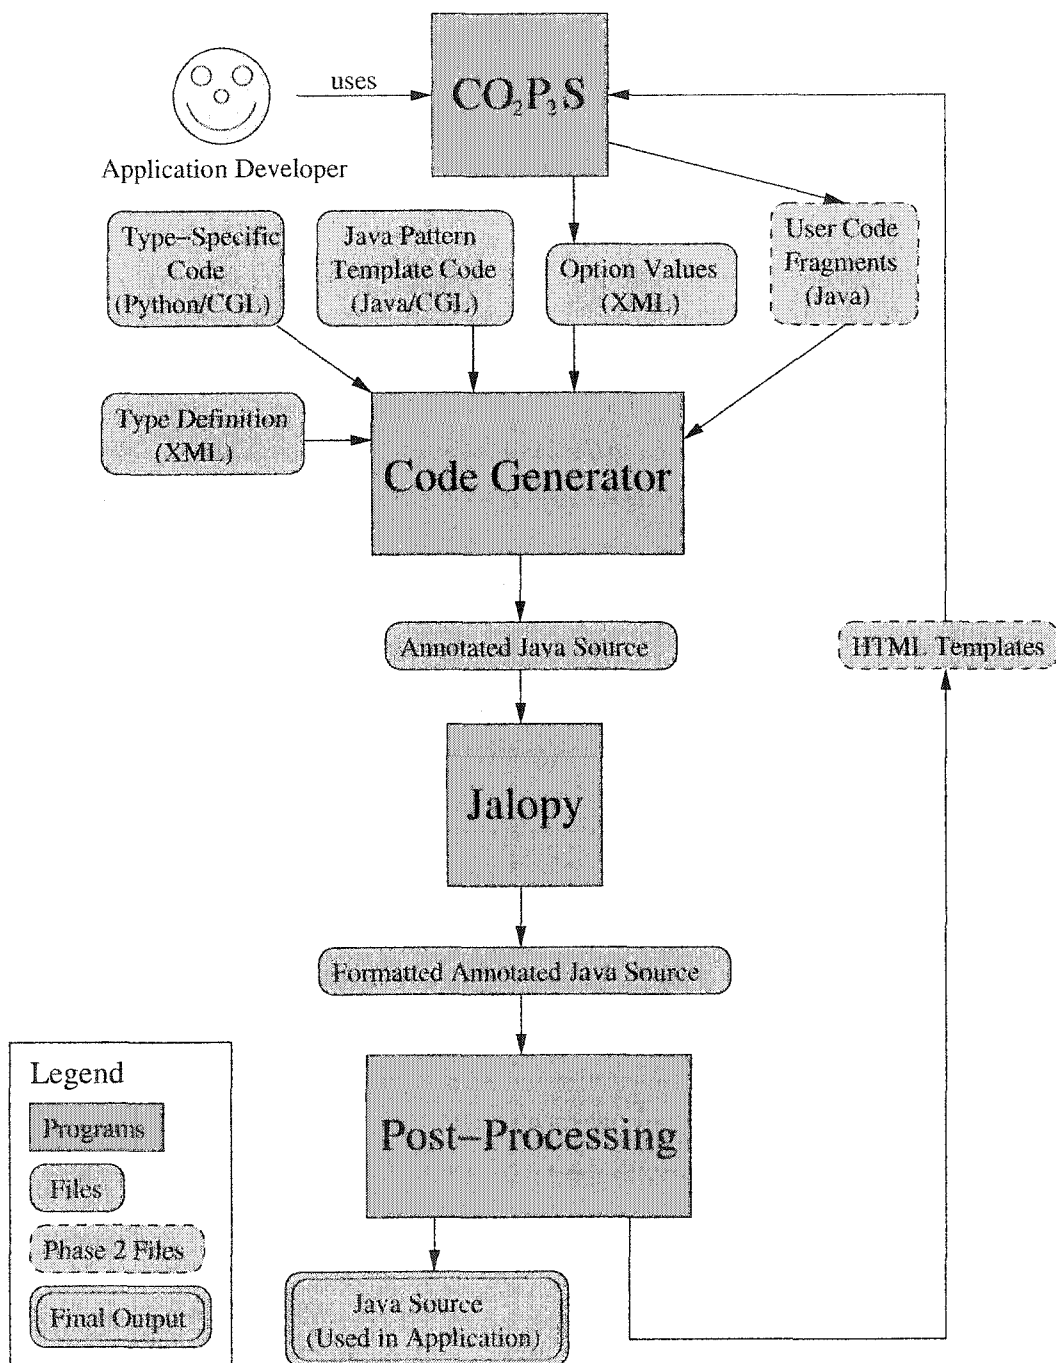 uses
CO₂P₃S
Application Developer
Type–Specific
Code
(Python/CGL)
Java Pattern
Template Code
(Java/CGL)
Option Values
(XML)
User Code
Fragments
(Java)
Type Definition
(XML)
Code Generator
Annotated Java Source
HTML Templates
Jalopy
Formatted Annotated Java Source
Post–Processing
Java Source
(Used in Application)
Legend
Programs
Files
Phase 2 Files
Final Output